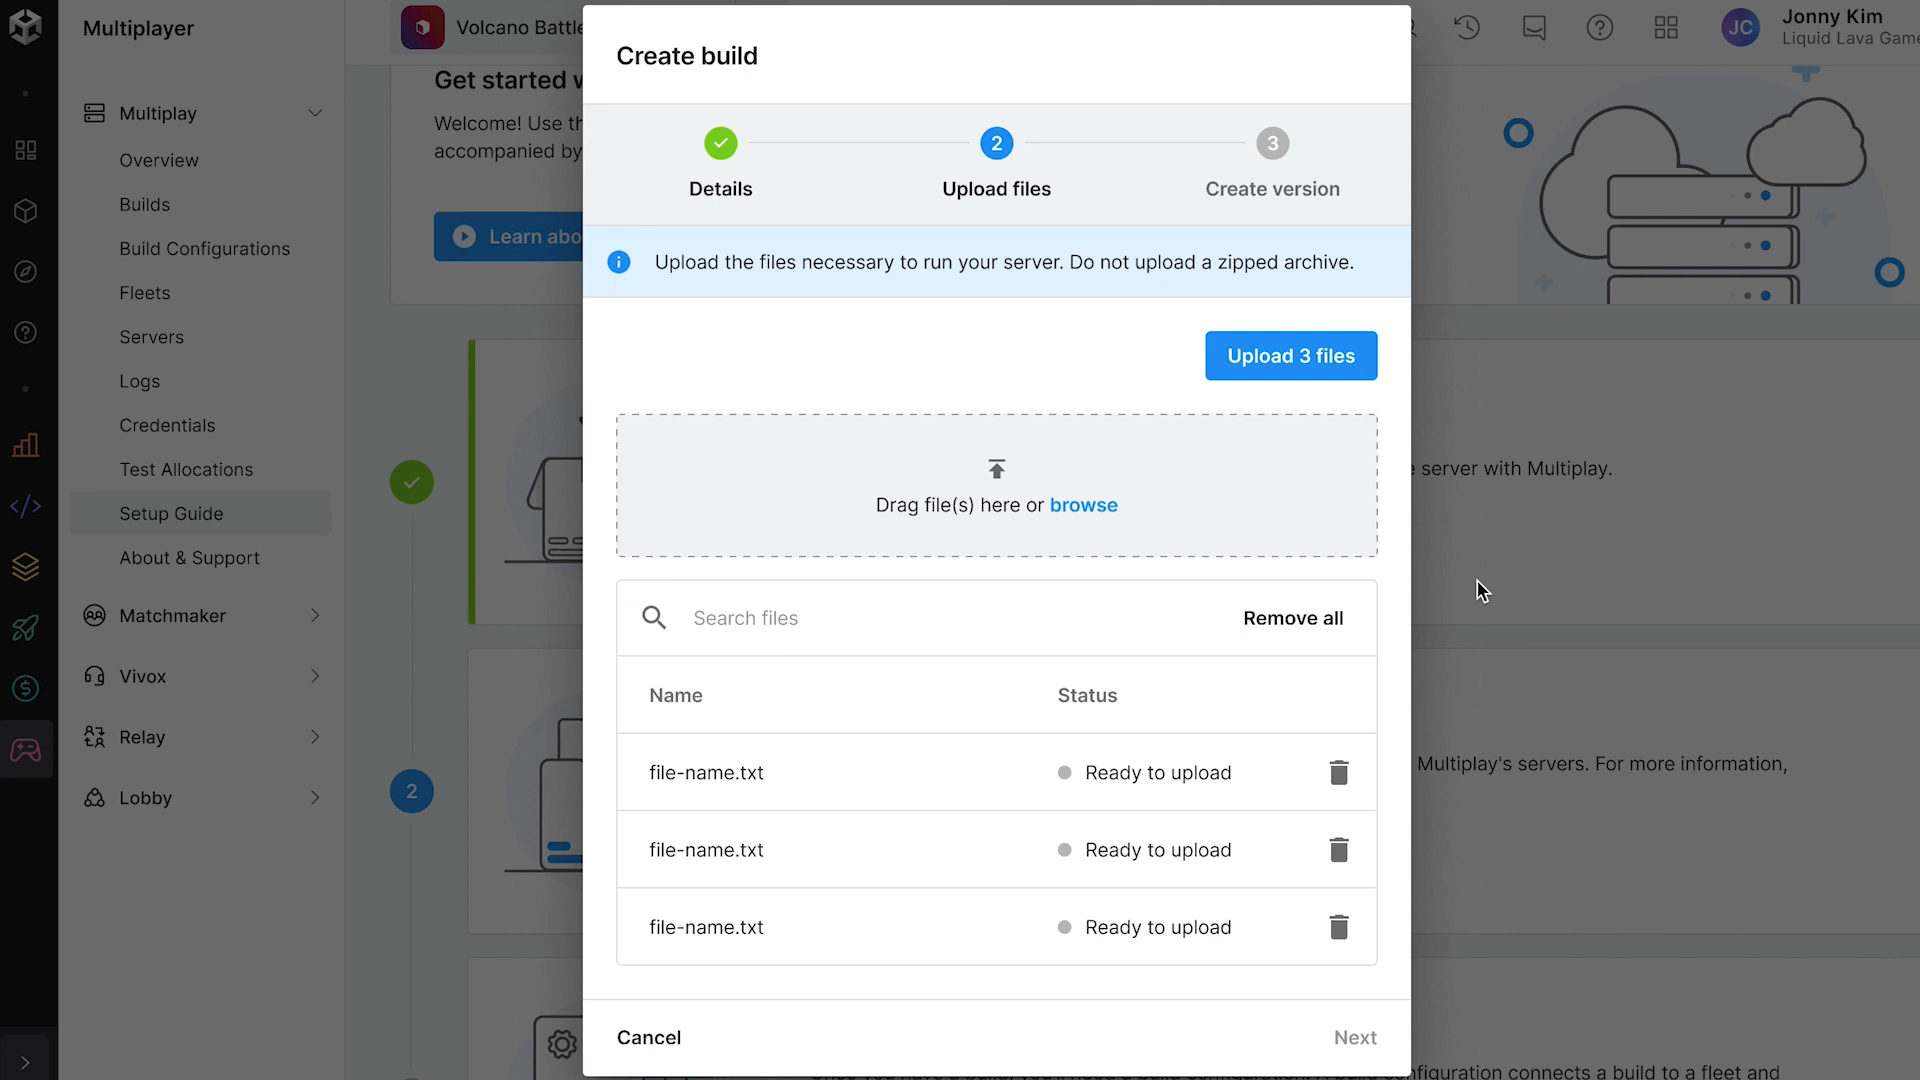 Multiplayer
Volcano Battle
Jonny Kim
JC
Liquid Lava Game
Multiplay
Overview
Builds
Build Configurations
Fleets
Servers
Logs
Credentials
Test Allocations
Setup Guide
About & Support
Matchmaker
Vivox
Relay
Lobby
Get started
Welcome! Use
accompanied by
Learn
2
server with Multiplay.
Multiplay's servers. For more information,
connects a build to a fleet and
Create build
2
3
Details
Upload files
Create version
Upload the files necessary to run your server. Do not upload a zipped archive.
Upload 3 files
Drag file(s) here or browse
Search files
Remove all
Name
Status
file-name.txt
Ready to upload
file-name.txt
Ready to upload
file-name.txt
Ready to upload
Cancel
Next